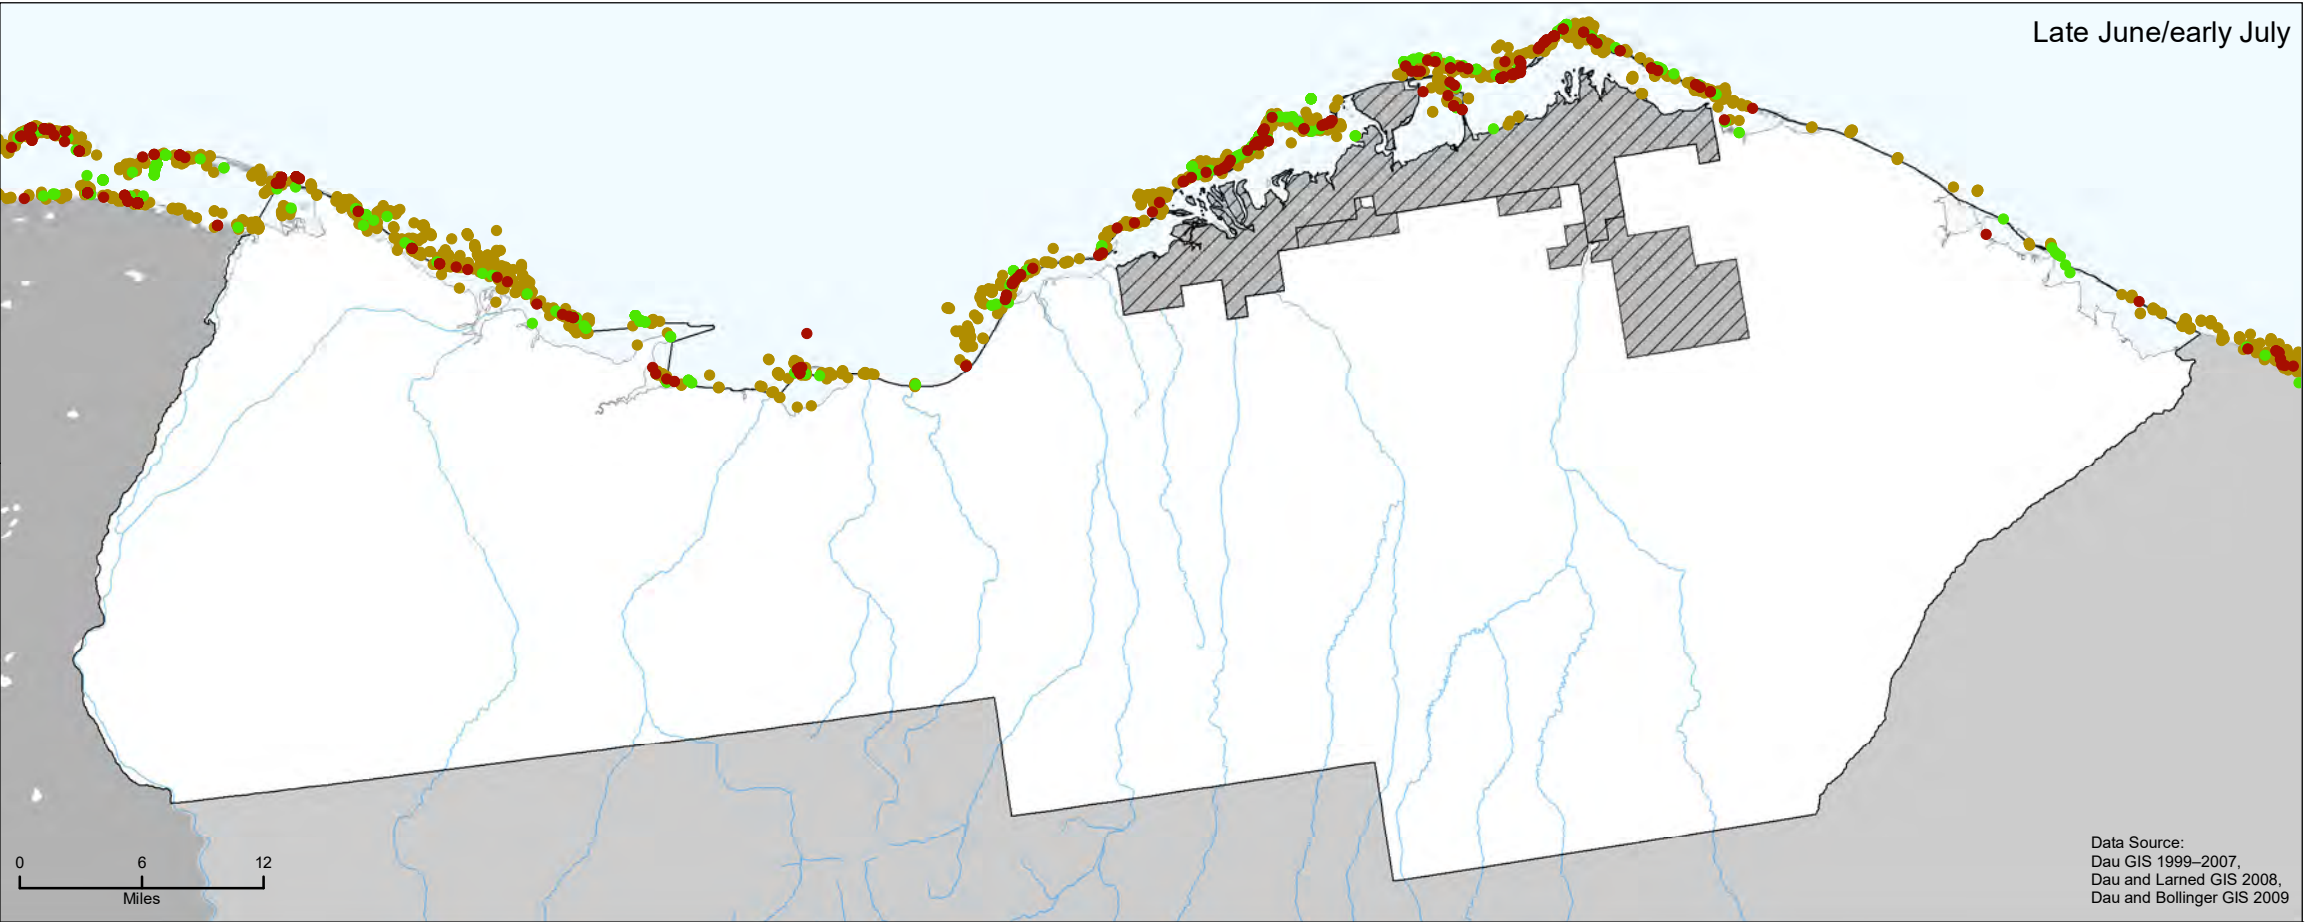 Late June/early July
0 6 12
Miles
Data Source:
Dau GIS 1999–2007,
Dau and Larned GIS 2008,
Dau and Bollinger GIS 2009